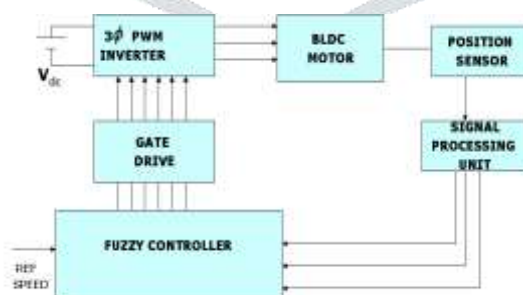 3ϕ PWM
INVERTER
BLDC
MOTOR
POSITION
SENSOR
Vdc
GATE
DRIVE
SIGNAL
PROCESSING
UNIT
FUZZY CONTROLLER
REF
SPEED